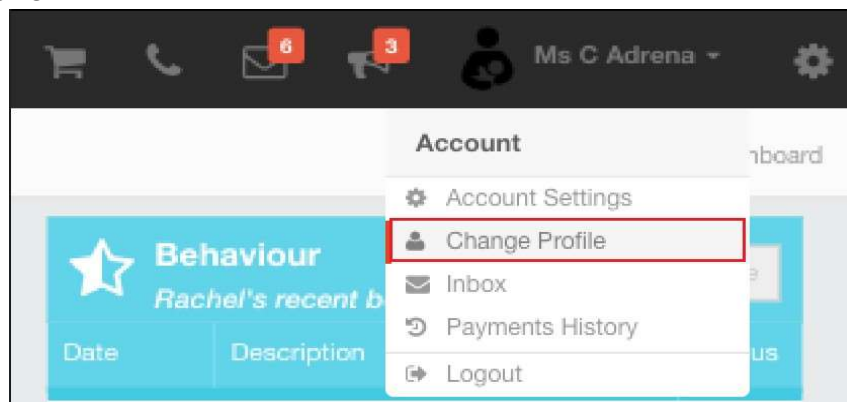 6
3
Ms C Adrena
Account
nboard
Account Settings
Change Profile
Behaviour
Inbox
Rachel's recent b
Payments History
Date
Description
us
Logout